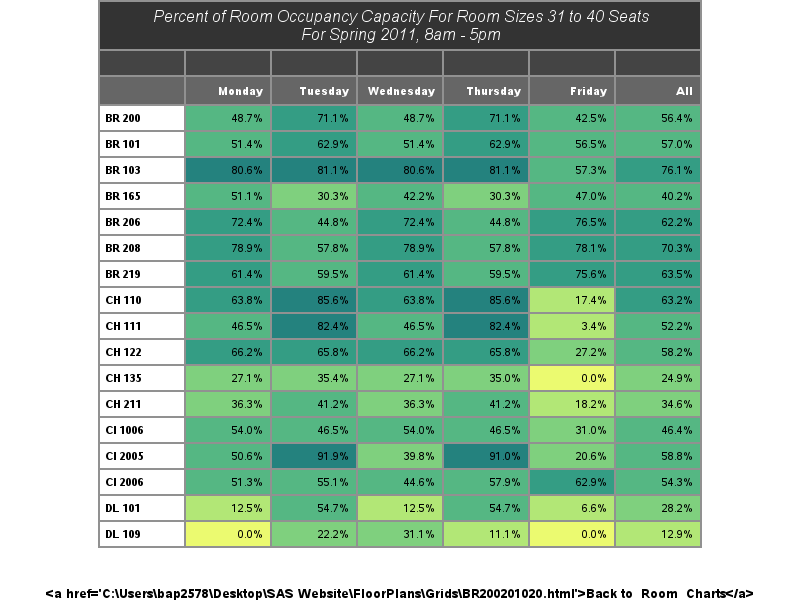 Percent of Room Occupancy Capacity For Room Sizes 31 to 40 Seats
For Spring 2011, 8am - 5pm
Monday Tuesday Wednesday Thursday Friday All
BR 200 48.7% 71.1% 48.7% 71.1% 42.5% 56.4%
BR 101 51.4% 62.9% 51.4% 62.9% 56.5% 57.0%
BR 103 80.6% 81.1% 80.6% 81.1% 57.3% 76.1%
BR 165 51.1% 30.3% 42.2% 30.3% 47.0% 40.2%
BR 206 72.4% 44.8% 72.4% 44.8% 76.5% 62.2%
BR 208 78.9% 57.8% 78.9% 57.8% 78.1% 70.3%
BR 219 61.4% 59.5% 61.4% 59.5% 75.6% 63.5%
CH 110 63.8% 85.6% 63.8% 85.6% 17.4% 63.2%
CH 111 46.5% 82.4% 46.5% 82.4% 3.4% 52.2%
CH 122 66.2% 65.8% 66.2% 65.8% 27.2% 58.2%
CH 135 27.1% 35.4% 27.1% 35.0% 0.0% 24.9%
CH 211 36.3% 41.2% 36.3% 41.2% 18.2% 34.6%
CI 1006 54.0% 46.5% 54.0% 46.5% 31.0% 46.4%
CI 2005 50.6% 91.9% 39.8% 91.0% 20.6% 58.8%
CI 2006 51.3% 55.1% 44.6% 57.9% 62.9% 54.3%
DL 101 12.5% 54.7% 12.5% 54.7% 6.6% 28.2%
DL 109 0.0% 22.2% 31.1% 11.1% 0.0% 12.9%
<a href='C:\Users\bap2578\Desktop\SAS Website\FloorPlans\Grids\BR200201020.html'>Back to Room Charts</a>